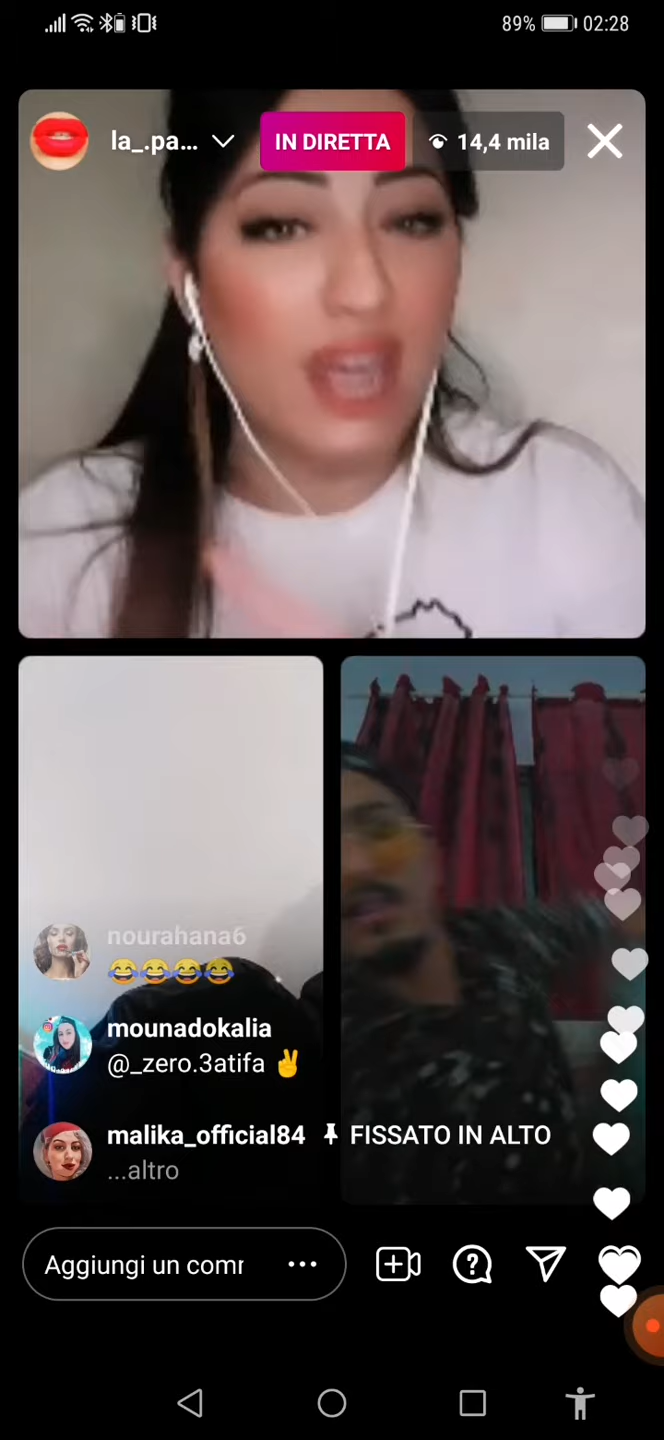 89% 02:28
la_.pa... IN DIRETTA 14,4 mila
nourahana6
😂😂😂😂
mounadokalia
@_zero.3atifa ✌️
malika_official84 📌 FISSATO IN ALTO
...altro
Aggiungi un comr